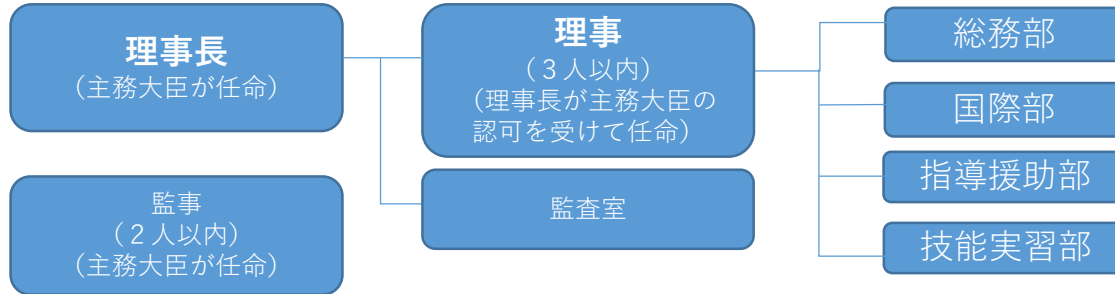 理事長
（主務大臣が任命）
理事
（３人以内）
（理事長が主務大臣の
認可を受けて任命）
監事
（２人以内）
（主務大臣が任命）
監査室
総務部
国際部
指導援助部
技能実習部